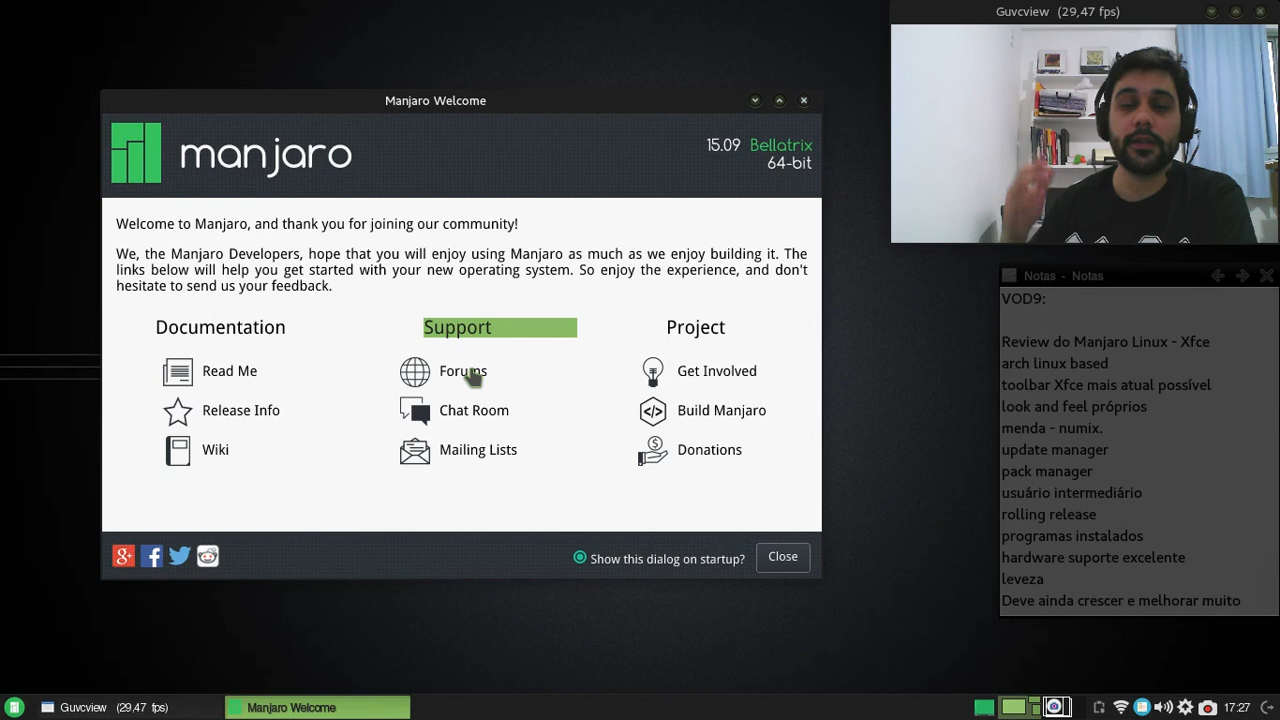 Guvcview (29,47 fps)
Manjaro Welcome
manjaro
15.09 Bellatrix
64-bit
Welcome to Manjaro, and thank you for joining our community!
We, the Manjaro Developers, hope that you will enjoy using Manjaro as much as we enjoy building it. The
links below will help you get started with your new operating system. So enjoy the experience, and don't
hesitate to send us your feedback.
Documentation
Read Me
Release Info
Wiki
Support
Forums
Chat Room
Mailing Lists
Project
Get Involved
Build Manjaro
Donations
g+
Show this dialog on startup?
Close
Notas - Notas
VOD9:
Review do Manjaro Linux - Xfce
arch linux based
toolbar Xfce mais atual possível
look and feel próprios
menda - numix.
update manager
pack manager
usuário intermediário
rolling release
programas instalados
hardware suporte excelente
leveza
Deve ainda crescer e melhorar muito
Guvcview (29,47 fps)
Manjaro Welcome
17:27